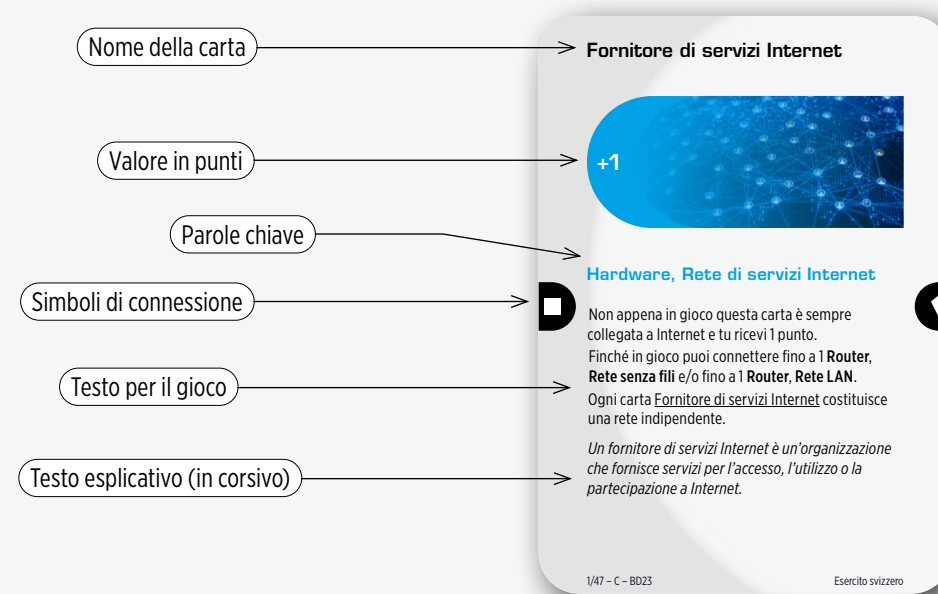 Nome della carta
Fornitore di servizi Internet
Valore in punti
+1
Parole chiave
Hardware, Rete di servizi Internet
Simboli di connessione
Non appena in gioco questa carta è sempre
collegata a Internet e tu ricevi 1 punto.
Finché in gioco puoi connettere fino a 1 Router,
Rete senza fili e/o fino a 1 Router, Rete LAN.
Testo per il gioco
Ogni carta Fornitore di servizi Internet costituisce
una rete indipendente.
Un fornitore di servizi Internet è un'organizzazione
che fornisce servizi per l'accesso, l'utilizzo o la
partecipazione a Internet.
Testo esplicativo (in corsivo)
1/47 – C – BD23
Esercito svizzero